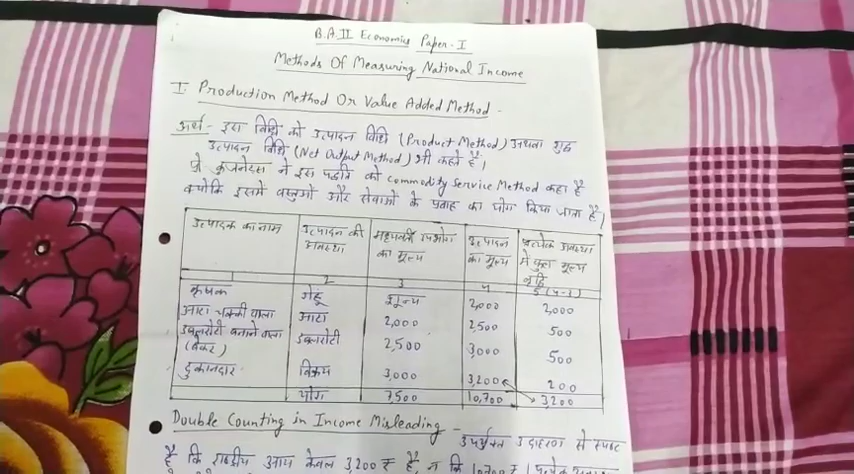 B.A.II Economics Paper-I
Methods Of Measuring National Income
I. Production Method Or Value Added Method -
अर्थ- इस विधि को उत्पादन विधि (Product Method) अथवा शुद्ध
उत्पादन विधि (Net Output Method) भी कहते हैं।
प्रो. कुजनेट्स ने इस पद्धति को commodity Service Method कहा है
क्योंकि इसमें वस्तुओं और सेवाओं के प्रवाह का योग किया जाता है।
उत्पादक का नाम उत्पादन की अवस्था मध्यवर्ती उपभोग का मूल्य उत्पादन का मूल्य प्रत्येक अवस्था में कुल मूल्य वृद्धि
1 2 3 4 5 (4-3)
कृषक गेहूं शून्य 2,000 2,000
आटा चक्की वाला आटा 2,000 2,500 500
डबलरोटी बनाने वाला (बेकर) डबलरोटी 2,500 3,000 500
दुकानदार विक्रय 3,000 3,200 200
योग 7,500 10,700 3,200
Double Counting in Income Misleading - उपर्युक्त उदाहरण से स्पष्ट
है कि राष्ट्रीय आय केवल 3,200 ₹ है, न कि 10,700 ₹।